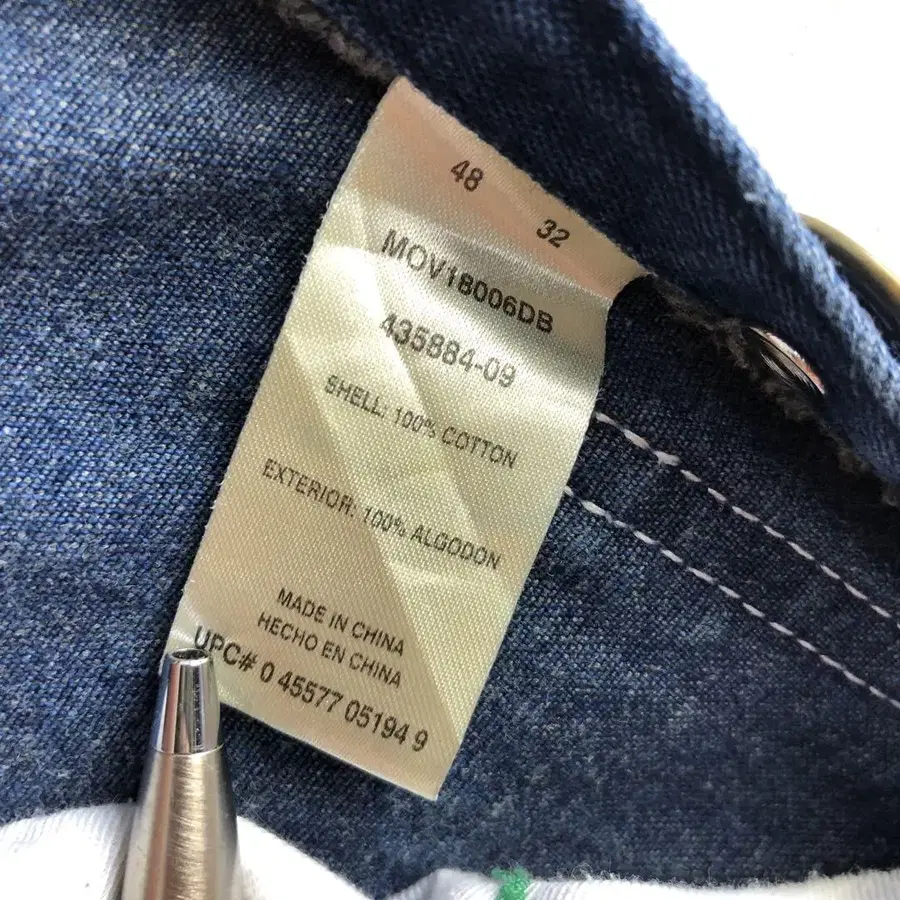 48 32
MOV18006DB
435884-09
SHELL: 100% COTTON
EXTERIOR: 100% ALGODON
MADE IN CHINA
HECHO EN CHINA
UPC# 0 45577 05194 9